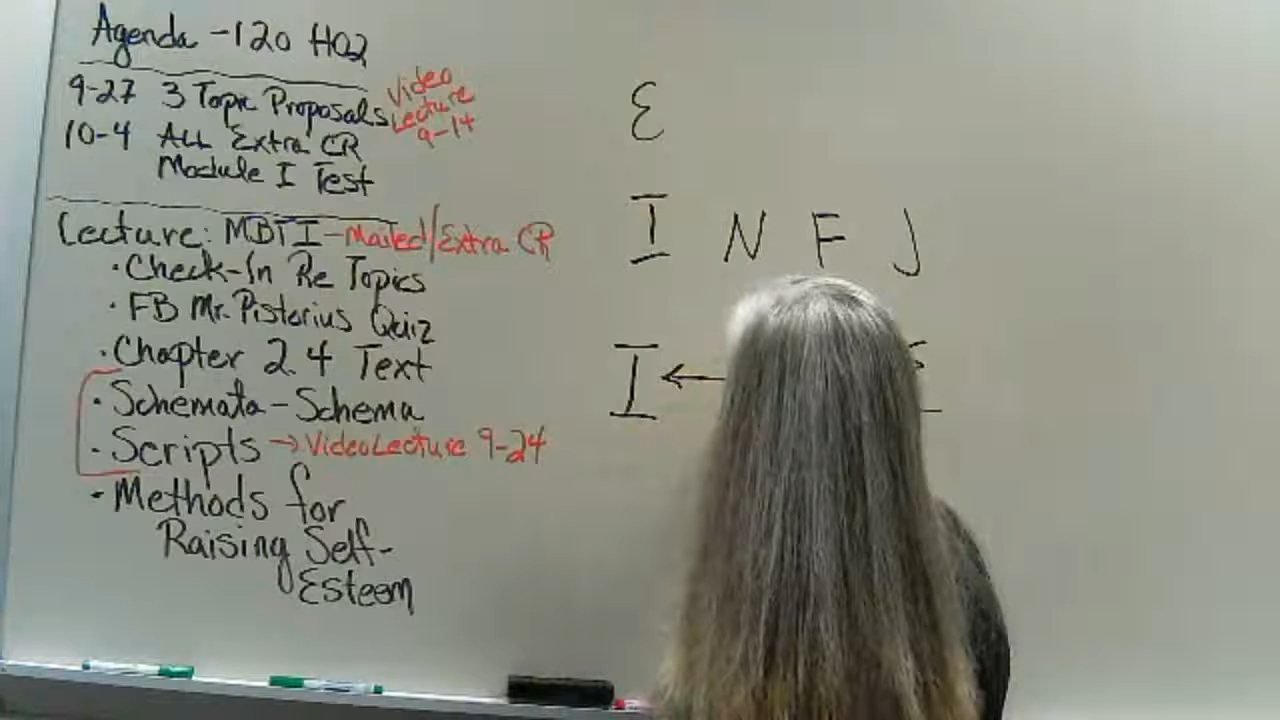 Agenda - 120 HO2
9-27 3 Topic Proposals Video Lecture 9-14
10-4 ALL Extra CR
Module I Test
Lecture: MBTI - Mailed/Extra CR
• Check-In Re Topics
• FB Mr. Pistorius Quiz
• Chapter 2.4 Text
• Schemata - Schema
• Scripts → Video Lecture 9-24
• Methods for
Raising Self-
Esteem
E
I N F J
I ←